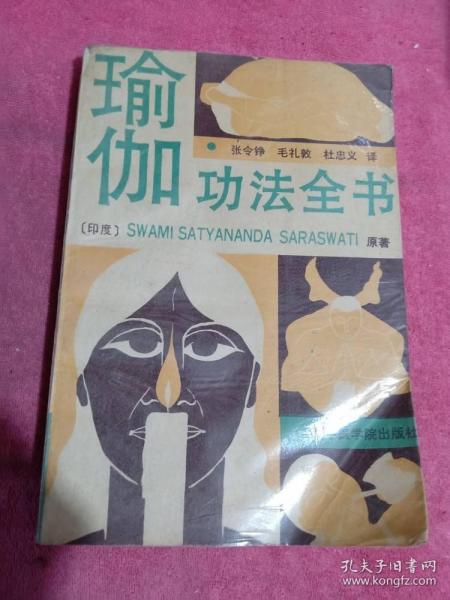 瑜伽
• 张令铮 毛礼敦 杜忠义 译
功法全书
〔印度〕 SWAMI SATYANANDA SARASWATI 原著
学院出版社
孔夫子旧书网
www.kongfz.com